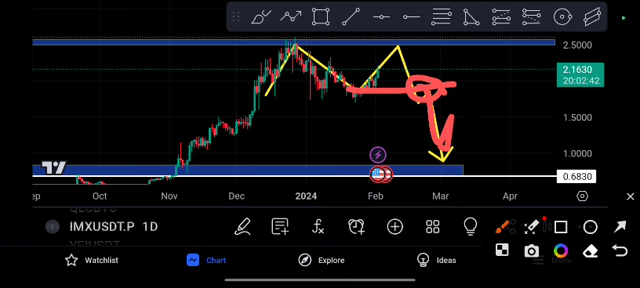 2.5000
2.1630
20:02:42
1.5000
1.0000
0.6830
ep Oct Nov Dec 2024 Feb Mar Apr
IMXUSDT.P 1D
Watchlist
Chart
Explore
Ideas